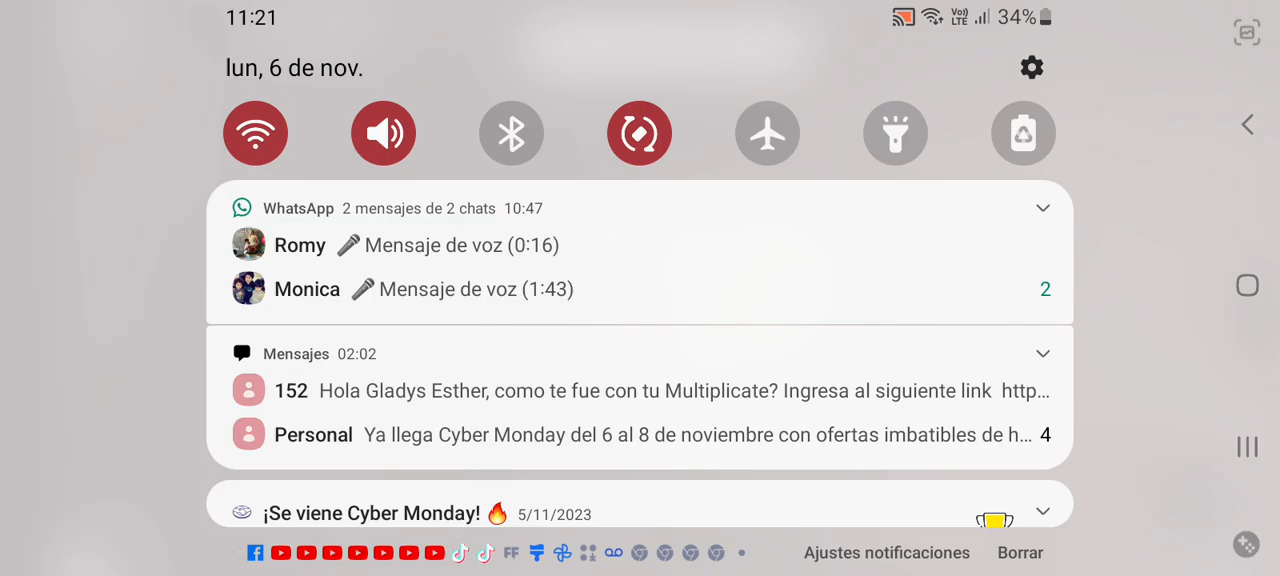 11:21 Vo)) LTE 34%
lun, 6 de nov.
WhatsApp 2 mensajes de 2 chats 10:47
Romy 🎤 Mensaje de voz (0:16)
Monica 🎤 Mensaje de voz (1:43) 2
Mensajes 02:02
152 Hola Gladys Esther, como te fue con tu Multiplicate? Ingresa al siguiente link http...
Personal Ya llega Cyber Monday del 6 al 8 de noviembre con ofertas imbatibles de h... 4
¡Se viene Cyber Monday! 🔥 5/11/2023
FF Ajustes notificaciones Borrar